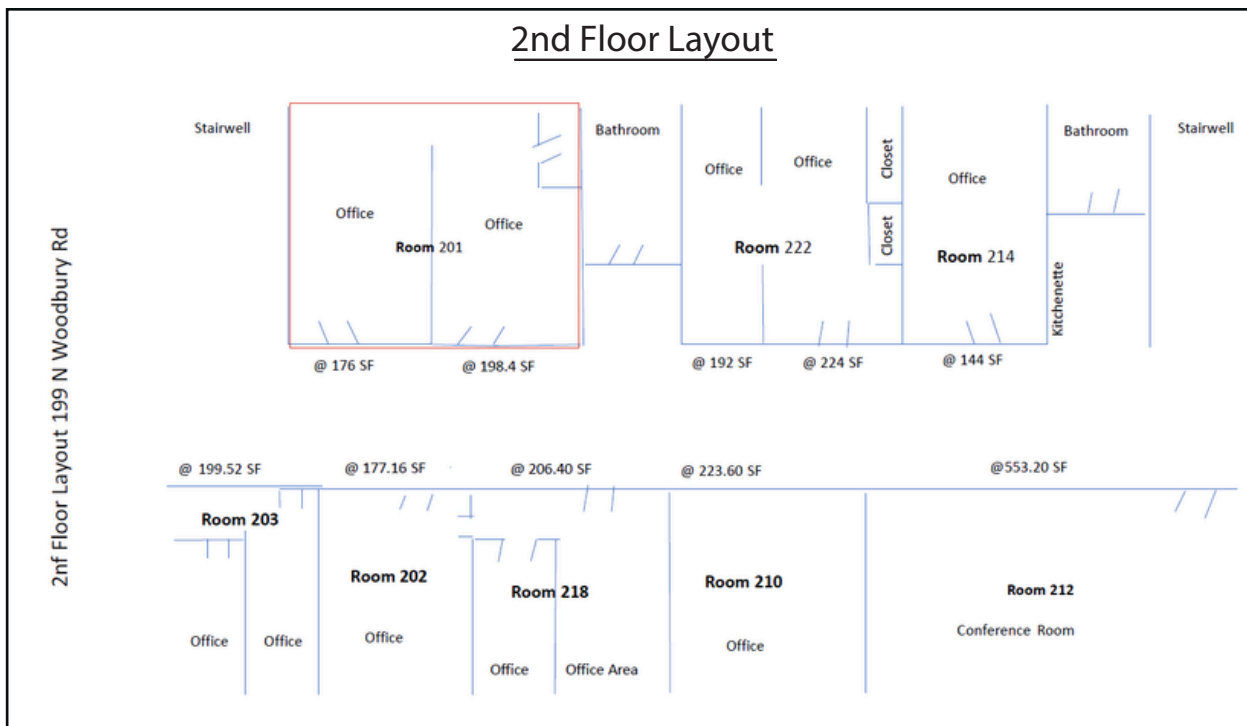 2nd Floor Layout
2nf Floor Layout 199 N Woodbury Rd
Stairwell
Bathroom
Bathroom
Stairwell
Office
Office
Closet
Office
Office
Office
Room 201
Room 222
Closet
Room 214
Kitchenette
@ 176 SF
@ 198.4 SF
@ 192 SF
@ 224 SF
@ 144 SF
@ 199.52 SF
@ 177.16 SF
@ 206.40 SF
@ 223.60 SF
@553.20 SF
Room 203
Room 202
Room 218
Room 210
Room 212
Office
Office
Office
Office
Office Area
Office
Conference Room